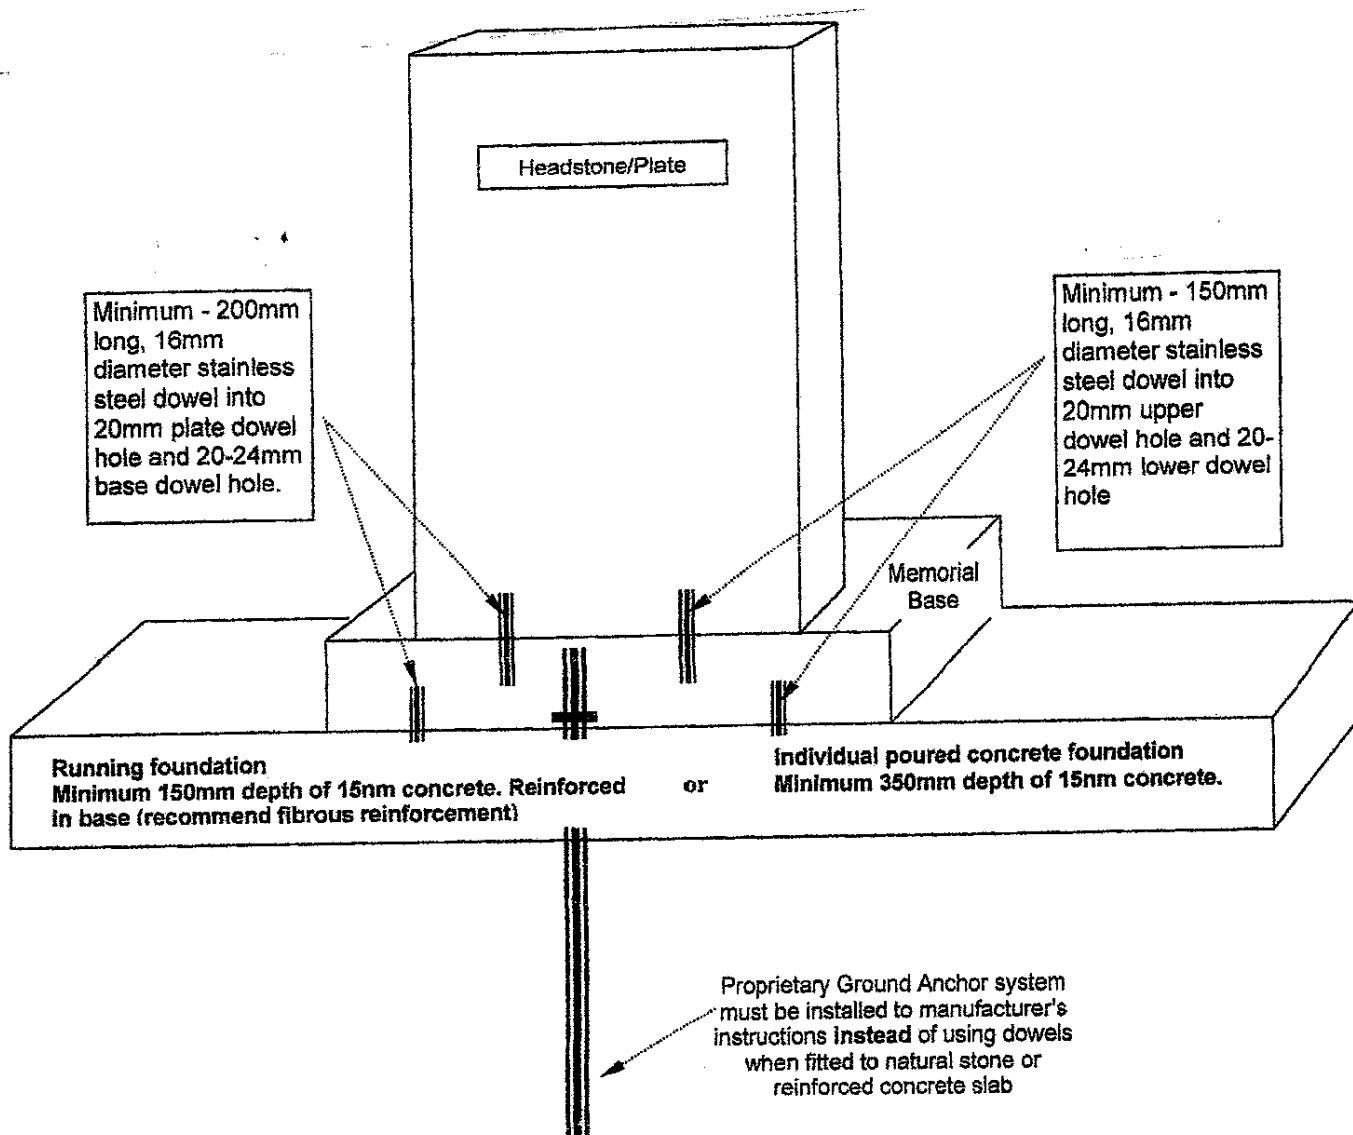 Headstone/Plate
Minimum - 200mm
long, 16mm
diameter stainless
steel dowel into
20mm plate dowel
hole and 20-24mm
base dowel hole.
Minimum - 150mm
long, 16mm
diameter stainless
steel dowel into
20mm upper
dowel hole and 20-
24mm lower dowel
hole
Memorial
Base
Running foundation
Minimum 150mm depth of 15nm concrete. Reinforced
in base (recommend fibrous reinforcement)
or
Individual poured concrete foundation
Minimum 350mm depth of 15nm concrete.
Proprietary Ground Anchor system
must be installed to manufacturer's
instructions instead of using dowels
when fitted to natural stone or
reinforced concrete slab